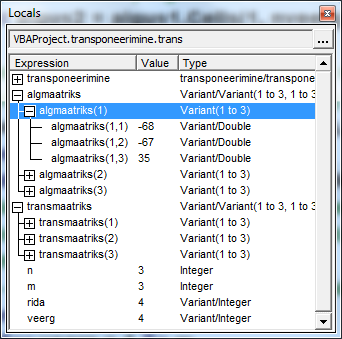 Locals
VBAProject.transponeerimine.trans
...
Expression Value Type
transponeerimine transponeerimine/transpone
algmaatriks Variant/Variant(1 to 3, 1 to 3
algmaatriks(1) Variant(1 to 3)
algmaatriks(1,1) -68 Variant/Double
algmaatriks(1,2) -67 Variant/Double
algmaatriks(1,3) 35 Variant/Double
algmaatriks(2) Variant(1 to 3)
algmaatriks(3) Variant(1 to 3)
transmaatriks Variant/Variant(1 to 3, 1 to 3
transmaatriks(1) Variant(1 to 3)
transmaatriks(2) Variant(1 to 3)
transmaatriks(3) Variant(1 to 3)
n 3 Integer
m 3 Integer
rida 4 Variant/Integer
veerg 4 Variant/Integer